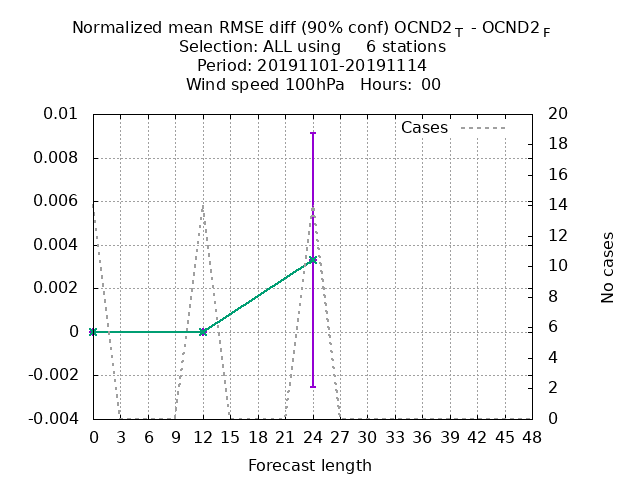 Normalized mean RMSE diff (90% conf) OCND2 T - OCND2 F
Selection: ALL using 6 stations
Period: 20191101-20191114
Wind speed 100hPa Hours: 00
Cases
0.01
0.008
0.006
0.004
0.002
0
-0.002
-0.004
20
18
16
14
12
10
8
6
4
2
0
No cases
0 3 6 9 12 15 18 21 24 27 30 33 36 39 42 45 48
Forecast length